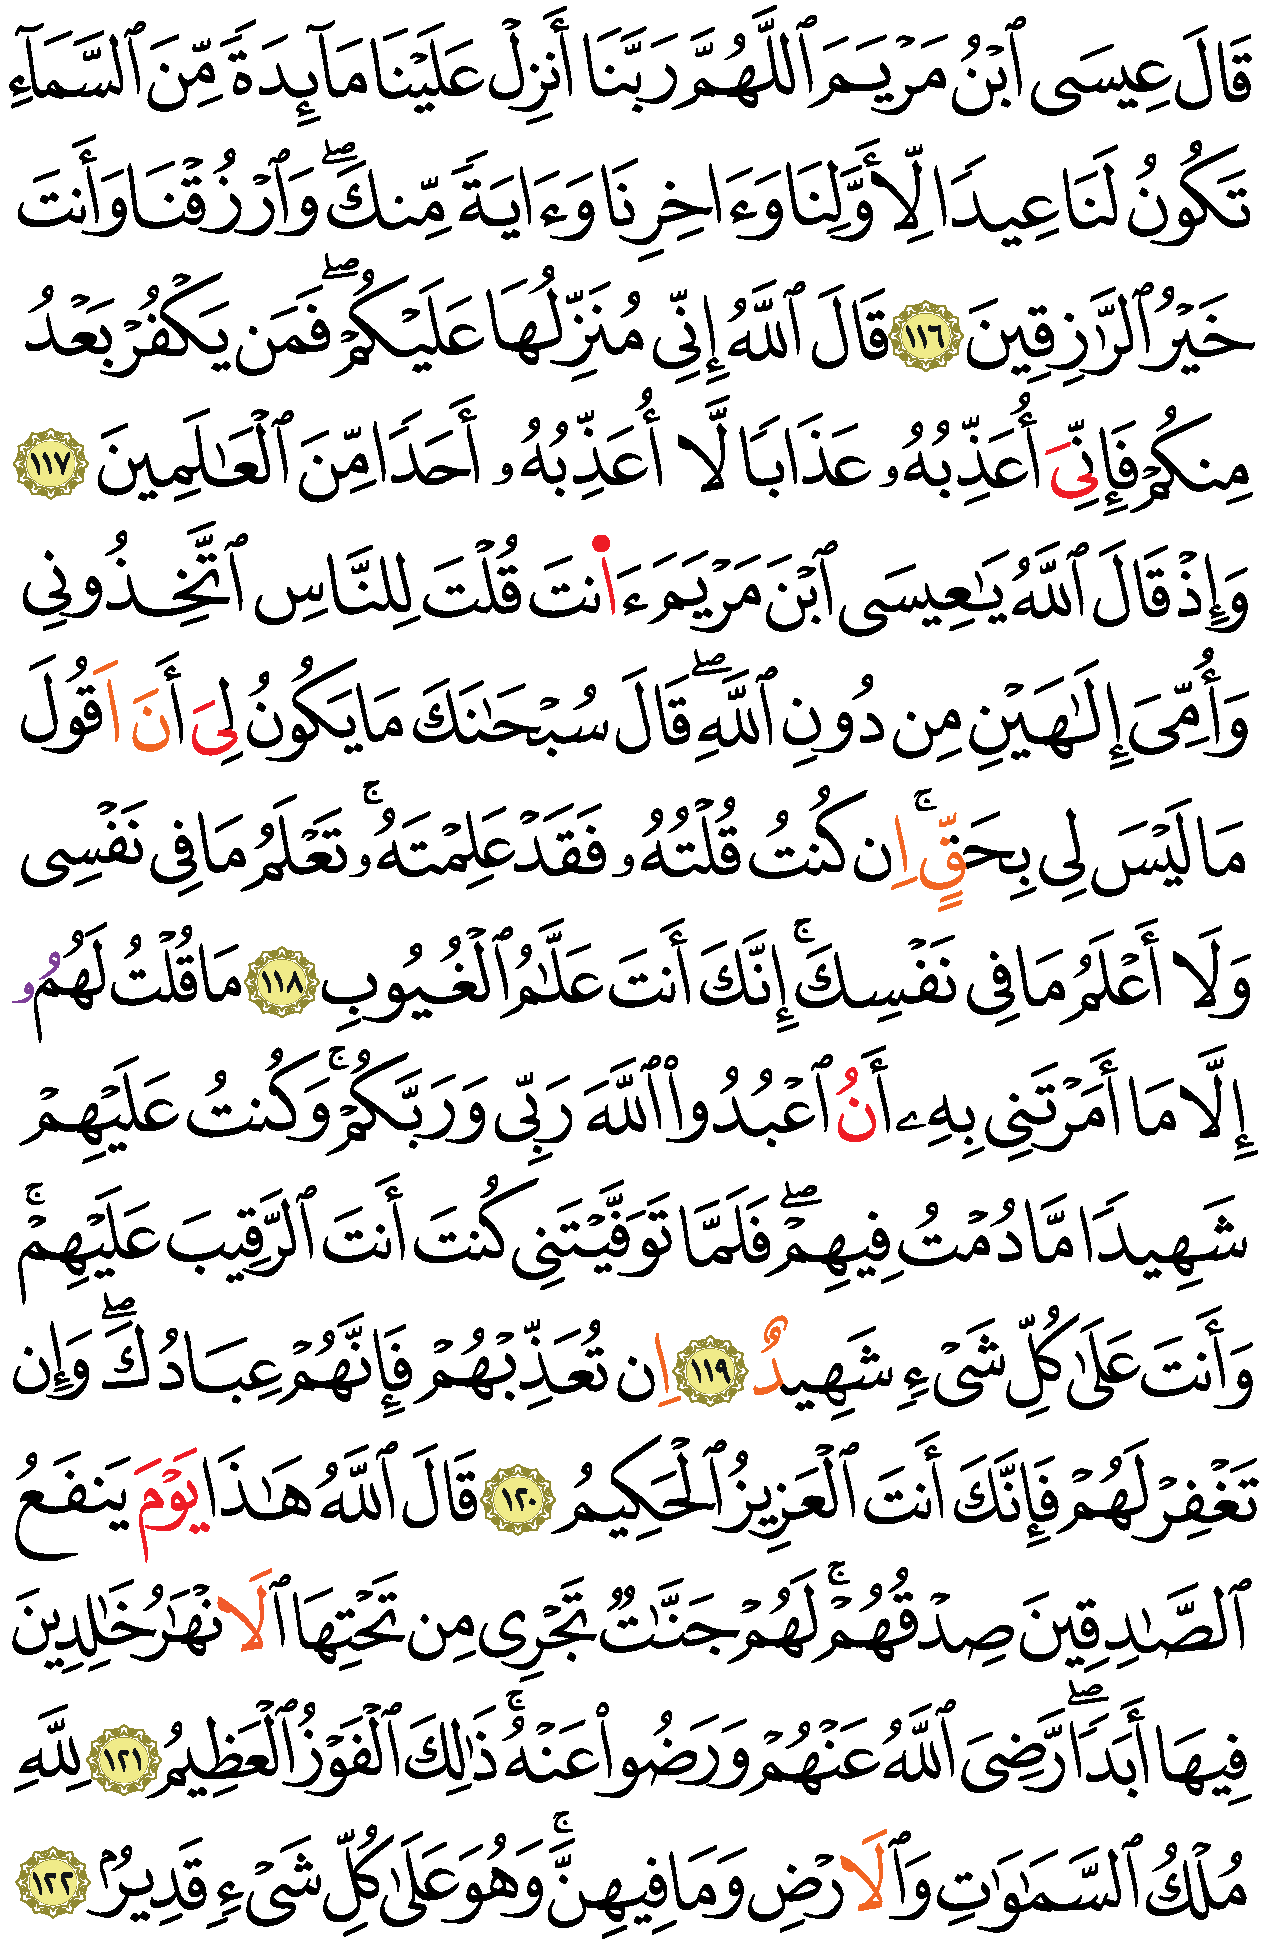 قَالَ عِيسَى ٱبْنُ مَرْيَمَ ٱللَّهُمَّ رَبَّنَا أَنزِلْ عَلَيْنَا مَآئِدَةً مِّنَ ٱلسَّمَآءِ
تَكُونُ لَنَا عِيدًا لِّأَوَّلِنَا وَءَاخِرِنَا وَءَايَةً مِّنكَۖ وَٱرْزُقْنَا وَأَنتَ
خَيْرُ ٱلرَّٰزِقِينَ ١١٦ قَالَ ٱللَّهُ إِنِّي مُنَزِّلُهَا عَلَيْكُمْۖ فَمَن يَكْفُرْ بَعْدُ
مِنكُمْ فَإِنِّيَ أُعَذِّبُهُۥ عَذَابًا لَّا أُعَذِّبُهُۥ أَحَدًا مِّنَ ٱلْعَٰلَمِينَ ١١٧
وَإِذْ قَالَ ٱللَّهُ يَٰعِيسَى ٱبْنَ مَرْيَمَ ءَا۬نتَ قُلْتَ لِلنَّاسِ ٱتَّخِذُونِي
وَأُمِّيَ إِلَٰهَيْنِ مِن دُونِ ٱللَّهِۖ قَالَ سُبْحَٰنَكَ مَا يَكُونُ لِيَ أَنَ اَقُولَ
مَا لَيْسَ لِي بِحَقٍّۚ اِن كُنتُ قُلْتُهُۥ فَقَدْ عَلِمْتَهُۥۚ تَعْلَمُ مَا فِي نَفْسِي
وَلَا أَعْلَمُ مَا فِي نَفْسِكَۚ إِنَّكَ أَنتَ عَلَّٰمُ ٱلْغُيُوبِ ١١٨ مَا قُلْتُ لَهُمُۥ
إِلَّا مَا أَمَرْتَنِي بِهِۦ أَنُ ٱعْبُدُوا۟ ٱللَّهَ رَبِّي وَرَبَّكُمْۚ وَكُنتُ عَلَيْهِمْ
شَهِيدًا مَّا دُمْتُ فِيهِمْۖ فَلَمَّا تَوَفَّيْتَنِي كُنتَ أَنتَ ٱلرَّقِيبَ عَلَيْهِمْۚ
وَأَنتَ عَلَىٰ كُلِّ شَيْءٍ شَهِيدٌ ١١٩ اِن تُعَذِّبْهُمْ فَإِنَّهُمْ عِبَادُكَۖ وَإِن
تَغْفِرْ لَهُمْ فَإِنَّكَ أَنتَ ٱلْعَزِيزُ ٱلْحَكِيمُ ١٢٠ قَالَ ٱللَّهُ هَٰذَا يَوْمَ يَنفَعُ
ٱلصَّٰدِقِينَ صِدْقُهُمْۚ لَهُمْ جَنَّٰتٌ تَجْرِي مِن تَحْتِهَا ٱلَانْهَٰرُ خَٰلِدِينَ
فِيهَا أَبَدًاۖ رَّضِيَ ٱللَّهُ عَنْهُمْ وَرَضُوا۟ عَنْهُۚ ذَٰلِكَ ٱلْفَوْزُ ٱلْعَظِيمُ ١٢١ لِلَّهِ
مُلْكُ ٱلسَّمَٰوَٰتِ وَٱلَارْضِ وَمَا فِيهِنَّۚ وَهُوَ عَلَىٰ كُلِّ شَيْءٍ قَدِيرٌۢ ١٢٢